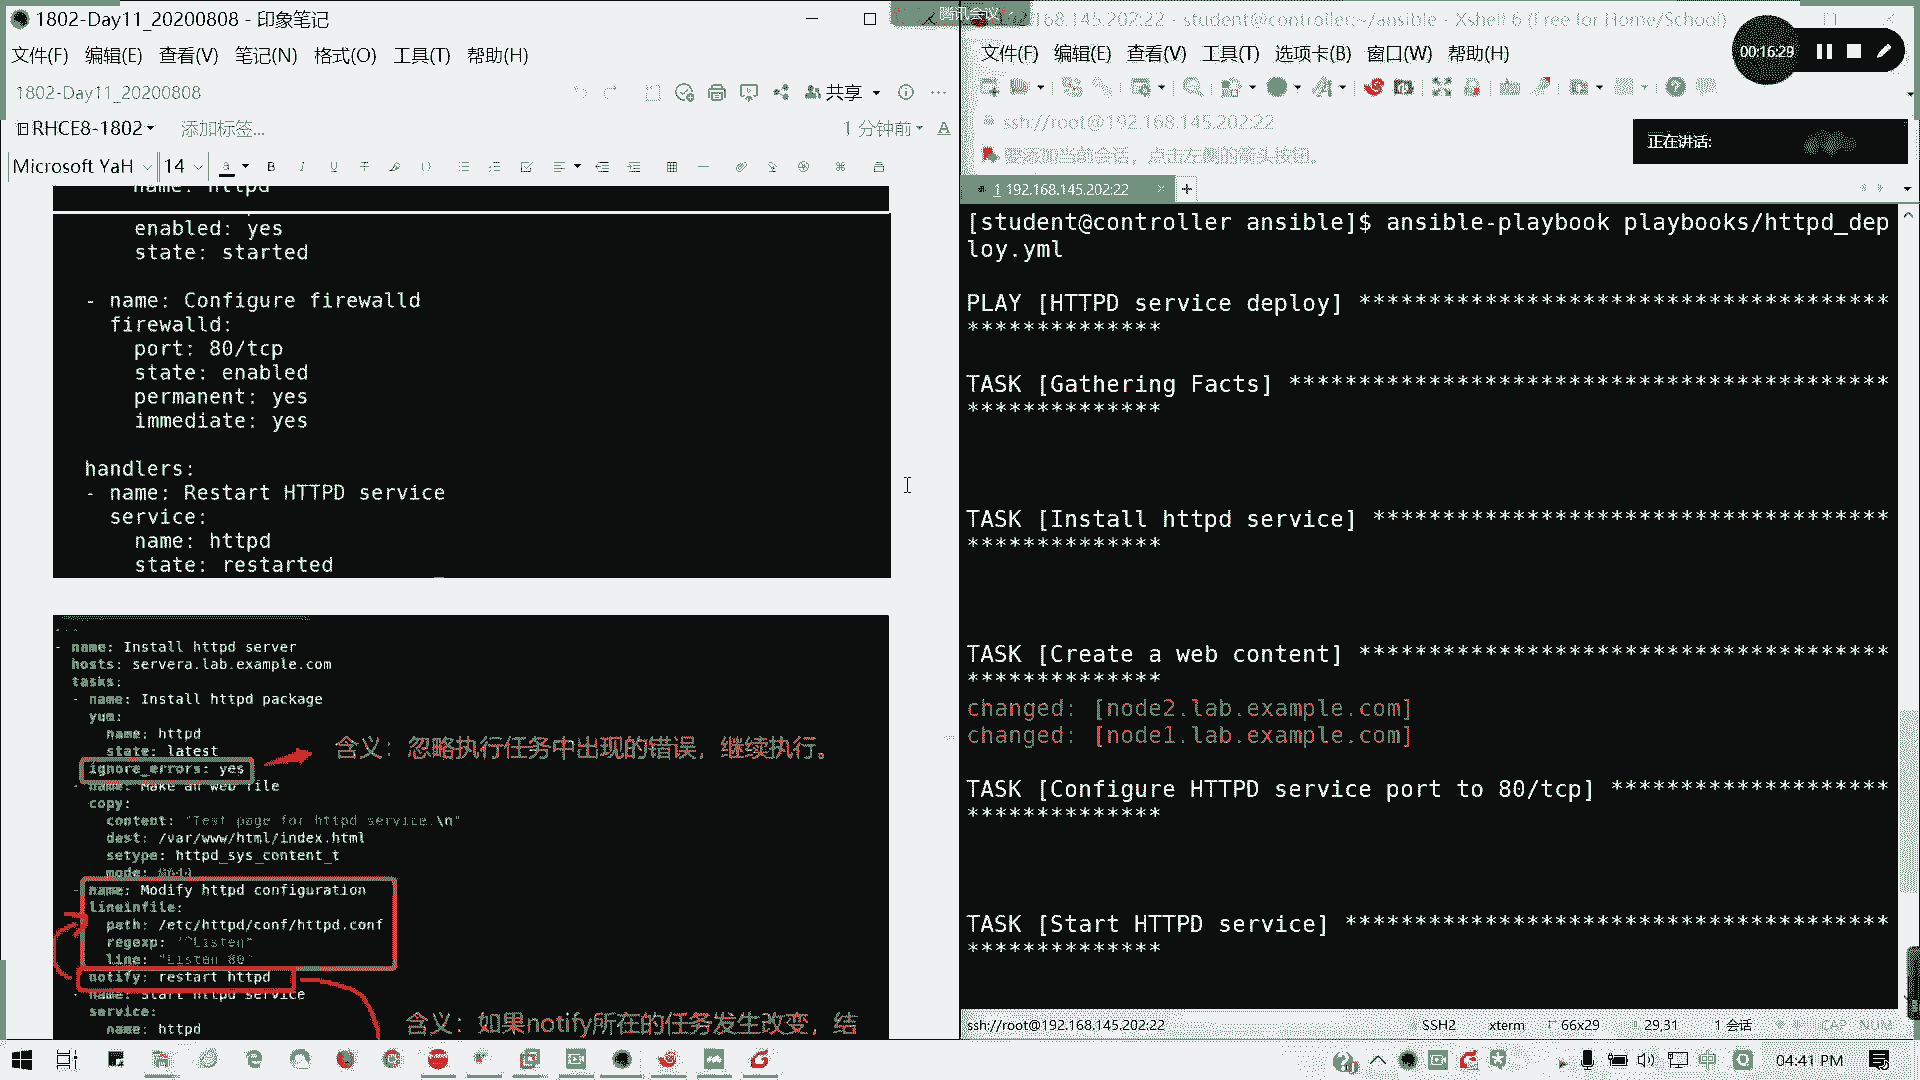 1802-Day11_20200808 - 印象笔记
文件(F) 编辑(E) 查看(V) 笔记(N) 格式(O) 工具(T) 帮助(H)
1802-Day11_20200808
共享
RHCE8-1802
添加标签...
1 分钟前
Microsoft YaH 14
name: httpd
enabled: yes
state: started
- name: Configure firewalld
firewalld:
port: 80/tcp
state: enabled
permanent: yes
immediate: yes
handlers:
- name: Restart HTTPD service
service:
name: httpd
state: restarted
---
- name: Install httpd server
hosts: servera.lab.example.com
tasks:
- name: Install httpd package
yum:
name: httpd
state: latest
ignore_errors: yes
含义：忽略执行任务中出现的错误，继续执行。
- name: Make an web file
copy:
content: "Test page for httpd service.\n"
dest: /var/www/html/index.html
setype: httpd_sys_content_t
mode:
- name: Modify httpd configuration
lineinfile:
path: /etc/httpd/conf/httpd.conf
regexp: "^Listen"
line: "Listen 80"
notify: restart httpd
- name: Start httpd service
service:
name: httpd
含义：如果notify所在的任务发生改变，结
腾讯会议
192.168.145.202:22 - student@controller:~/ansible - Xshell 6 (Free for Home/School)
文件(F) 编辑(E) 查看(V) 工具(T) 选项卡(B) 窗口(W) 帮助(H)
00:16:29
ssh://root@192.168.145.202:22
正在讲话:
要添加当前会话，点击左侧的箭头按钮。
1 192.168.145.202:22
[student@controller ansible]$ ansible-playbook playbooks/httpd_dep
loy.yml
PLAY [HTTPD service deploy] **************************************
**************
TASK [Gathering Facts] *******************************************
**************
TASK [Install httpd service] *************************************
**************
TASK [Create a web content] **************************************
**************
changed: [node2.lab.example.com]
changed: [node1.lab.example.com]
TASK [Configure HTTPD service port to 80/tcp] ********************
**************
TASK [Start HTTPD service] ***************************************
**************
ssh://root@192.168.145.202:22 SSH2 xterm 66x29 29,31 1 会话 CAP NUM
中
04:41 PM